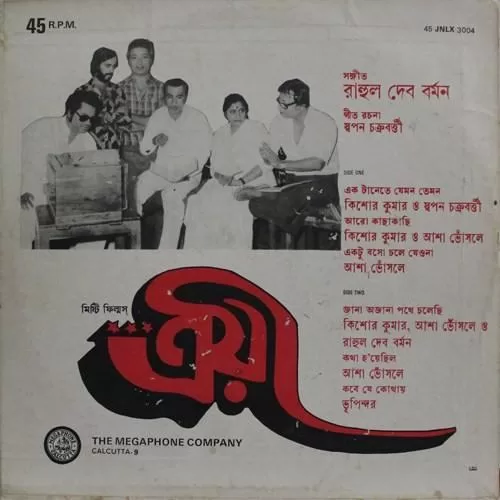 45 R.P.M.
45 JNLX 3004
সঙ্গীত
রাহুল দেব বর্মন
গীত রচনা
স্বপন চক্রবর্ত্তী
SIDE ONE
এক টানেতে যেমন তেমন
কিশোর কুমার ও স্বপন চক্রবর্ত্তী
আরো কাছাকাছি
কিশোর কুমার ও আশা ভোঁসলে
একটু বসো চলে যেওনা
আশা ভোঁসলে
SIDE TWO
জানা অজানা পথে চলেছি
কিশোর কুমার, আশা ভোঁসলে ও
রাহুল দেব বর্মন
কথা হ'য়েছিল
আশা ভোঁসলে
কবে যে কোথায়
ভূপিন্দর
মিষ্টি ফিল্মস্
ত্রয়ী
THE MEGAPHONE COMPANY
CALCUTTA-9